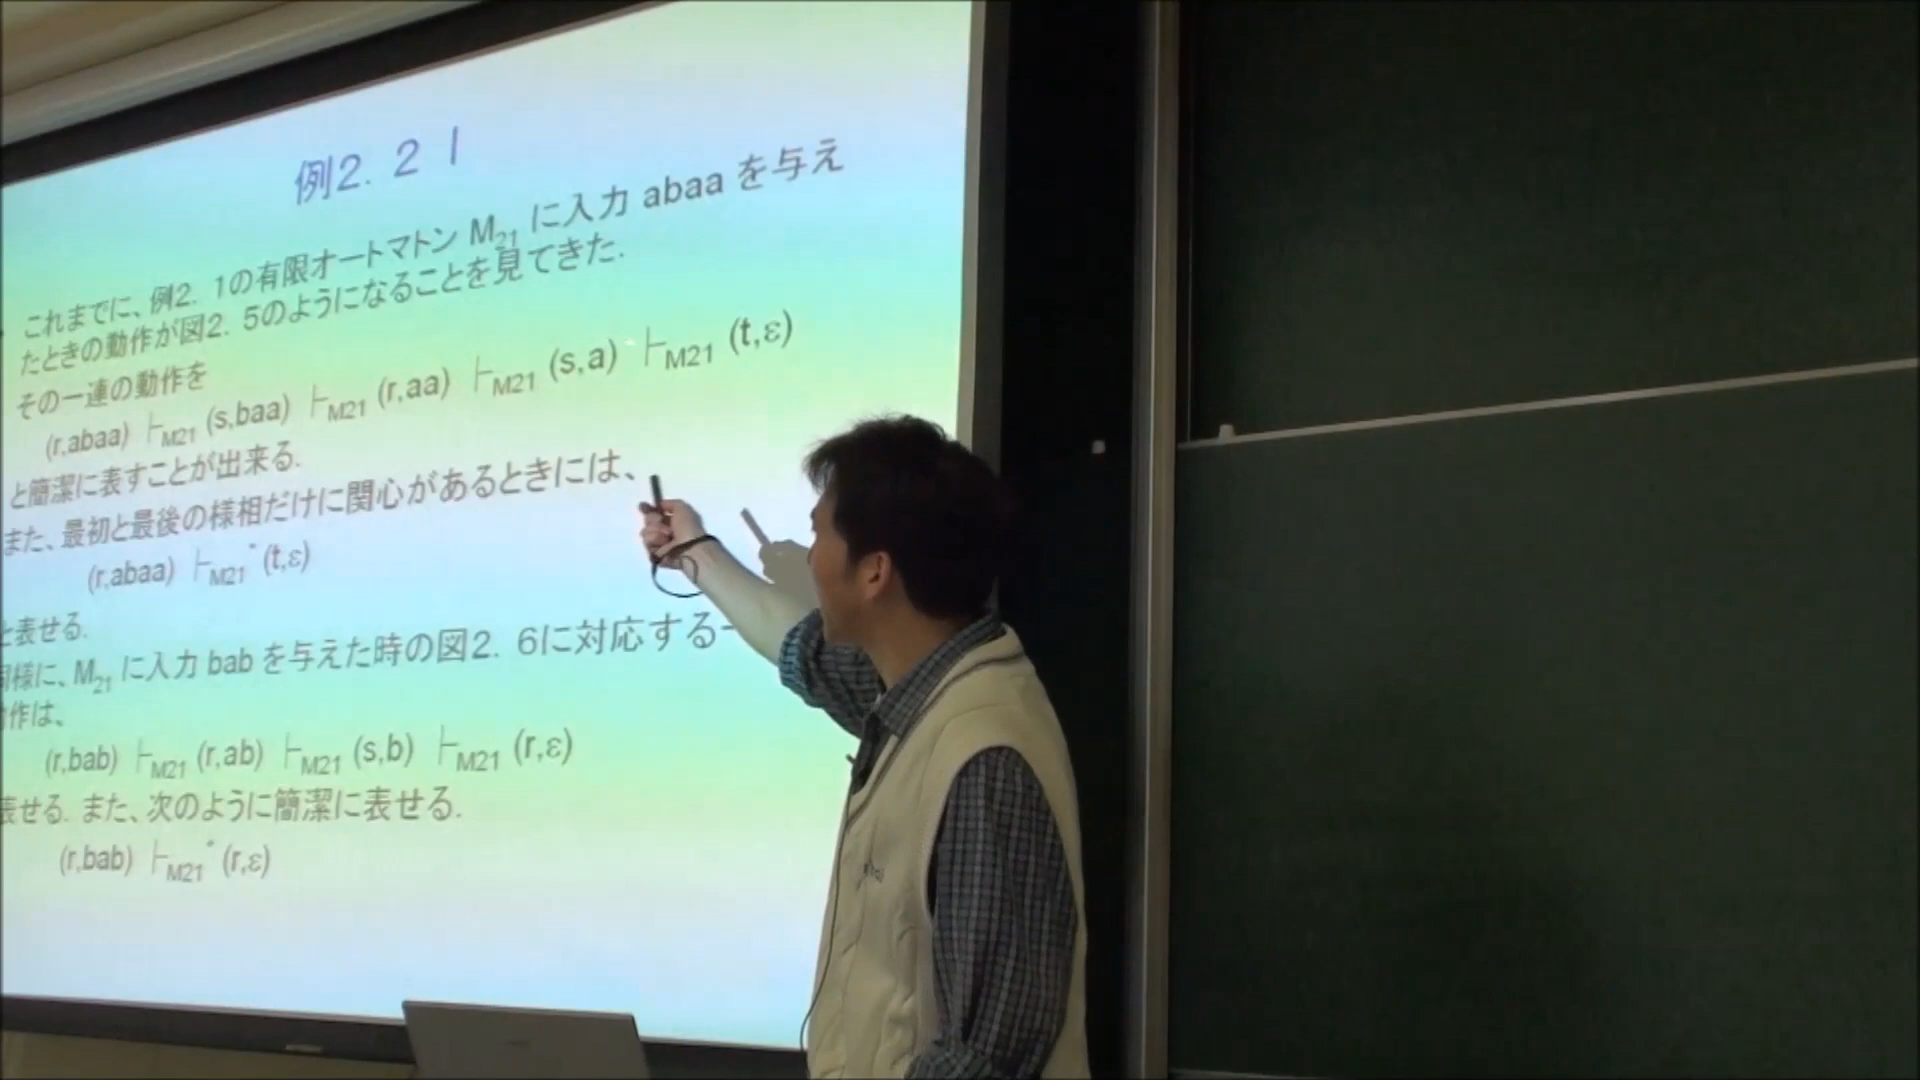 例2.21
これまでに、例2.1の有限オートマトン M21 に入力 abaa を与え
たときの動作が図2.5のようになることを見てきた.
その一連の動作を
(r,abaa) ⊢M21 (s,baa) ⊢M21 (r,aa) ⊢M21 (s,a) ⊢M21 (t,ε)
と簡潔に表すことが出来る.
また、最初と最後の様相だけに関心があるときには、
(r,abaa) ⊢M21* (t,ε)
と表せる.
同様に、M21 に入力 bab を与えた時の図2.6に対応する一
動作は、
(r,bab) ⊢M21 (r,ab) ⊢M21 (s,b) ⊢M21 (r,ε)
表せる. また、次のように簡潔に表せる.
(r,bab) ⊢M21* (r,ε)